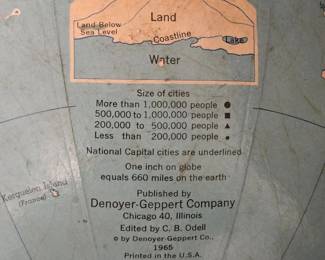 Land
Land Below
Sea Level
Coastline
Lake
Water
Size of cities
More than 1,000,000 people ●
500,000 to 1,000,000 people ■
200,000 to 500,000 people ▲
Less than 200,000 people •
National Capital cities are underlined
One inch on globe
equals 660 miles on the earth
Kerguelen Island
(France)
Published by
Denoyer-Geppert Company
Chicago 40, Illinois
Edited by C. B. Odell
© by Denoyer-Geppert Co.,
1965
Printed in the U.S.A.